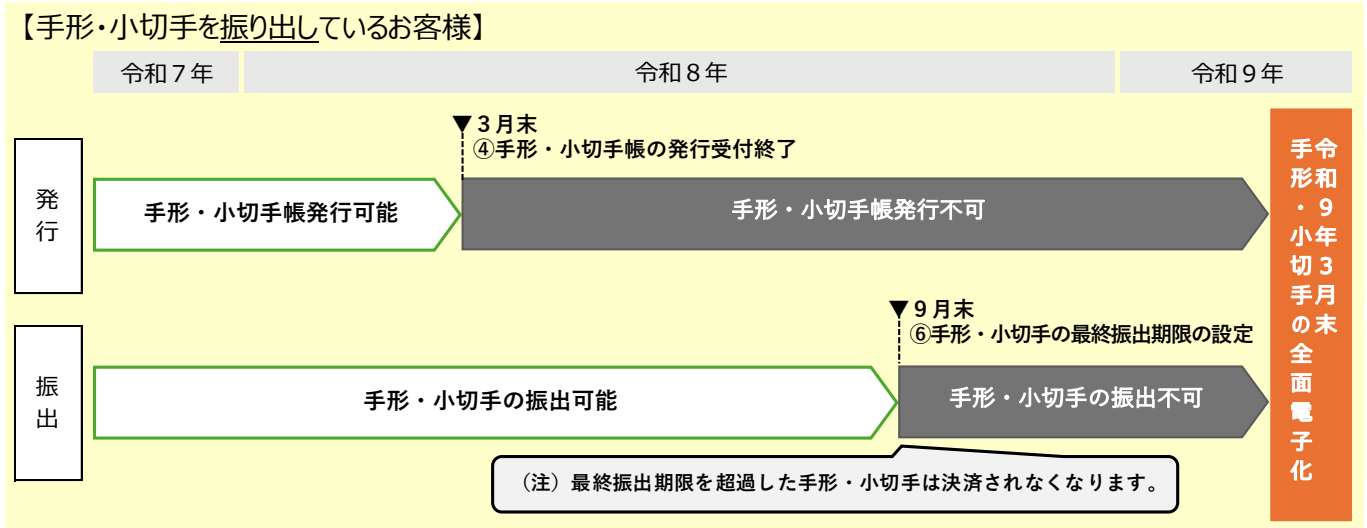 【手形・小切手を振り出しているお客様】
令和７年
令和８年
令和９年
▼３月末
④手形・小切手帳の発行受付終了
発行
手形・小切手帳発行可能
手形・小切手帳発行不可
▼９月末
⑥手形・小切手の最終振出期限の設定
振出
手形・小切手の振出可能
手形・小切手の振出不可
（注）最終振出期限を超過した手形・小切手は決済されなくなります。
令和９年３月末
手形・小切手の全面電子化